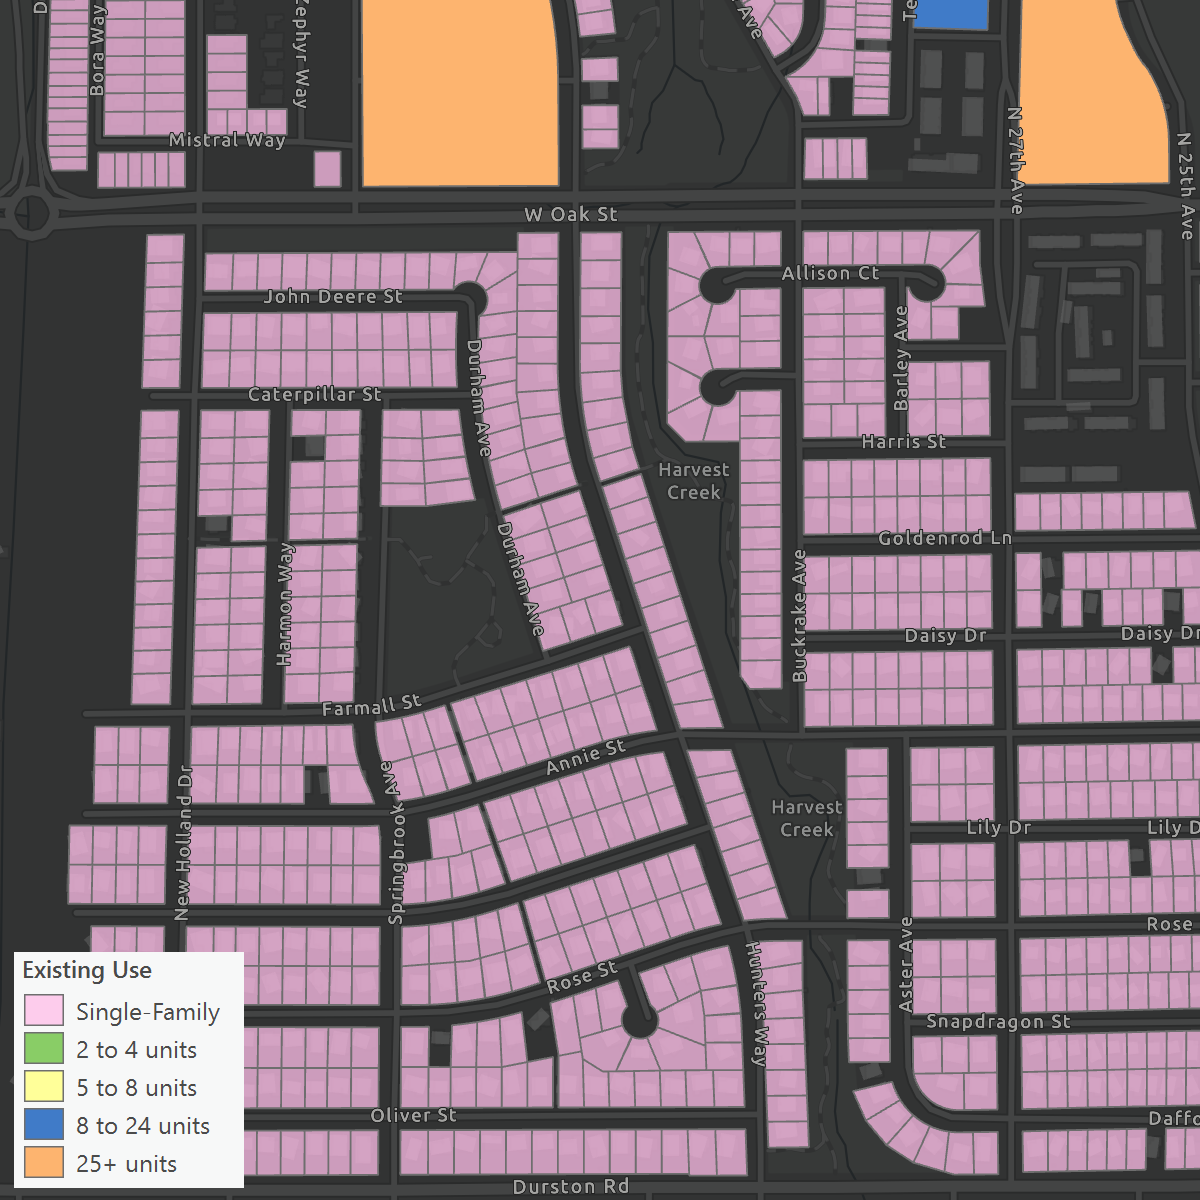 Bora Way
Zephyr Way
Ave
Te
Mistral Way
N 27th Ave
N 25th Ave
W Oak St
John Deere St
Allison Ct
Durham Ave
Barley Ave
Caterpillar St
Harris St
Harvest
Creek
Goldenrod Ln
Durham Ave
Harmon Way
Buckrake Ave
Daisy Dr
Daisy Dr
Farmall St
Annie St
New Holland Dr
Springbrook Ave
Harvest
Creek
Lily Dr
Lily D
Rose
Aster Ave
Hunters Way
Rose St
Snapdragon St
Oliver St
Daffo
Durston Rd
Existing Use
Single-Family
2 to 4 units
5 to 8 units
8 to 24 units
25+ units